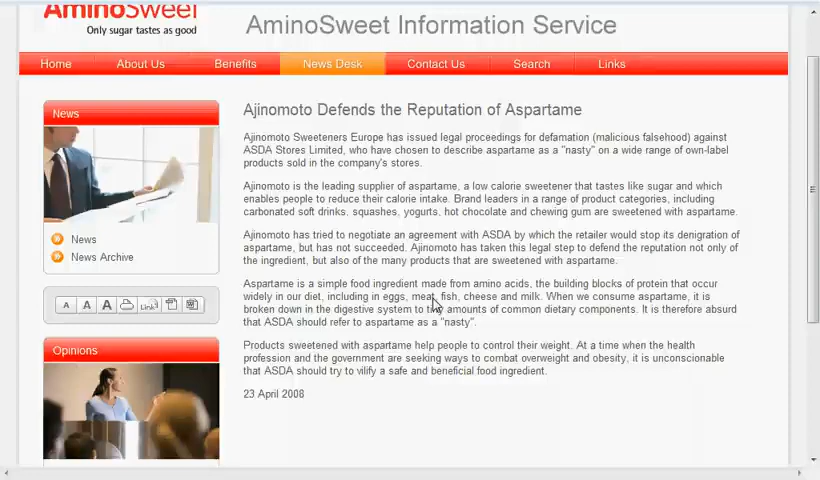 AminoSweet
Only sugar tastes as good
AminoSweet Information Service
Home About Us Benefits News Desk Contact Us Search Links
News
News
News Archive
A A A Link
Opinions
Ajinomoto Defends the Reputation of Aspartame
Ajinomoto Sweeteners Europe has issued legal proceedings for defamation (malicious falsehood) against
ASDA Stores Limited, who have chosen to describe aspartame as a "nasty" on a wide range of own-label
products sold in the company's stores.
Ajinomoto is the leading supplier of aspartame, a low calorie sweetener that tastes like sugar and which
enables people to reduce their calorie intake. Brand leaders in a range of product categories, including
carbonated soft drinks, squashes, yogurts, hot chocolate and chewing gum are sweetened with aspartame.
Ajinomoto has tried to negotiate an agreement with ASDA by which the retailer would stop its denigration of
aspartame, but has not succeeded. Ajinomoto has taken this legal step to defend the reputation not only of
the ingredient, but also of the many products that are sweetened with aspartame.
Aspartame is a simple food ingredient made from amino acids, the building blocks of protein that occur
widely in our diet, including in eggs, meat, fish, cheese and milk. When we consume aspartame, it is
broken down in the digestive system to tiny amounts of common dietary components. It is therefore absurd
that ASDA should refer to aspartame as a "nasty".
Products sweetened with aspartame help people to control their weight. At a time when the health
profession and the government are seeking ways to combat overweight and obesity, it is unconscionable
that ASDA should try to vilify a safe and beneficial food ingredient.
23 April 2008